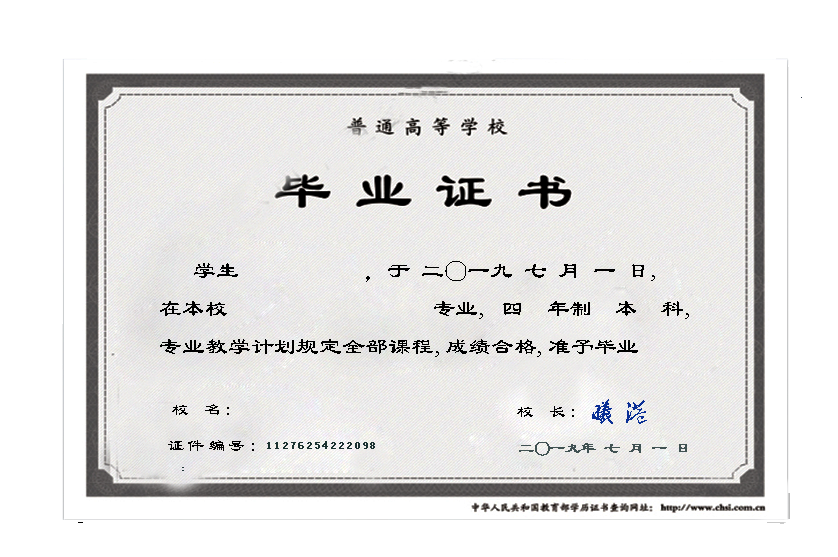 普通高等学校
毕业证书
学生 ，于 二〇一九 七 月 一 日,
在本校 专业, 四 年制 本 科,
专业教学计划规定全部课程, 成绩合格, 准予毕业
校 名：
校 长：
证件编号：11276254222098
二〇一九年 七 月 一 日
中华人民共和国教育部学历证书查询网址： http://www.chsi.com.cn